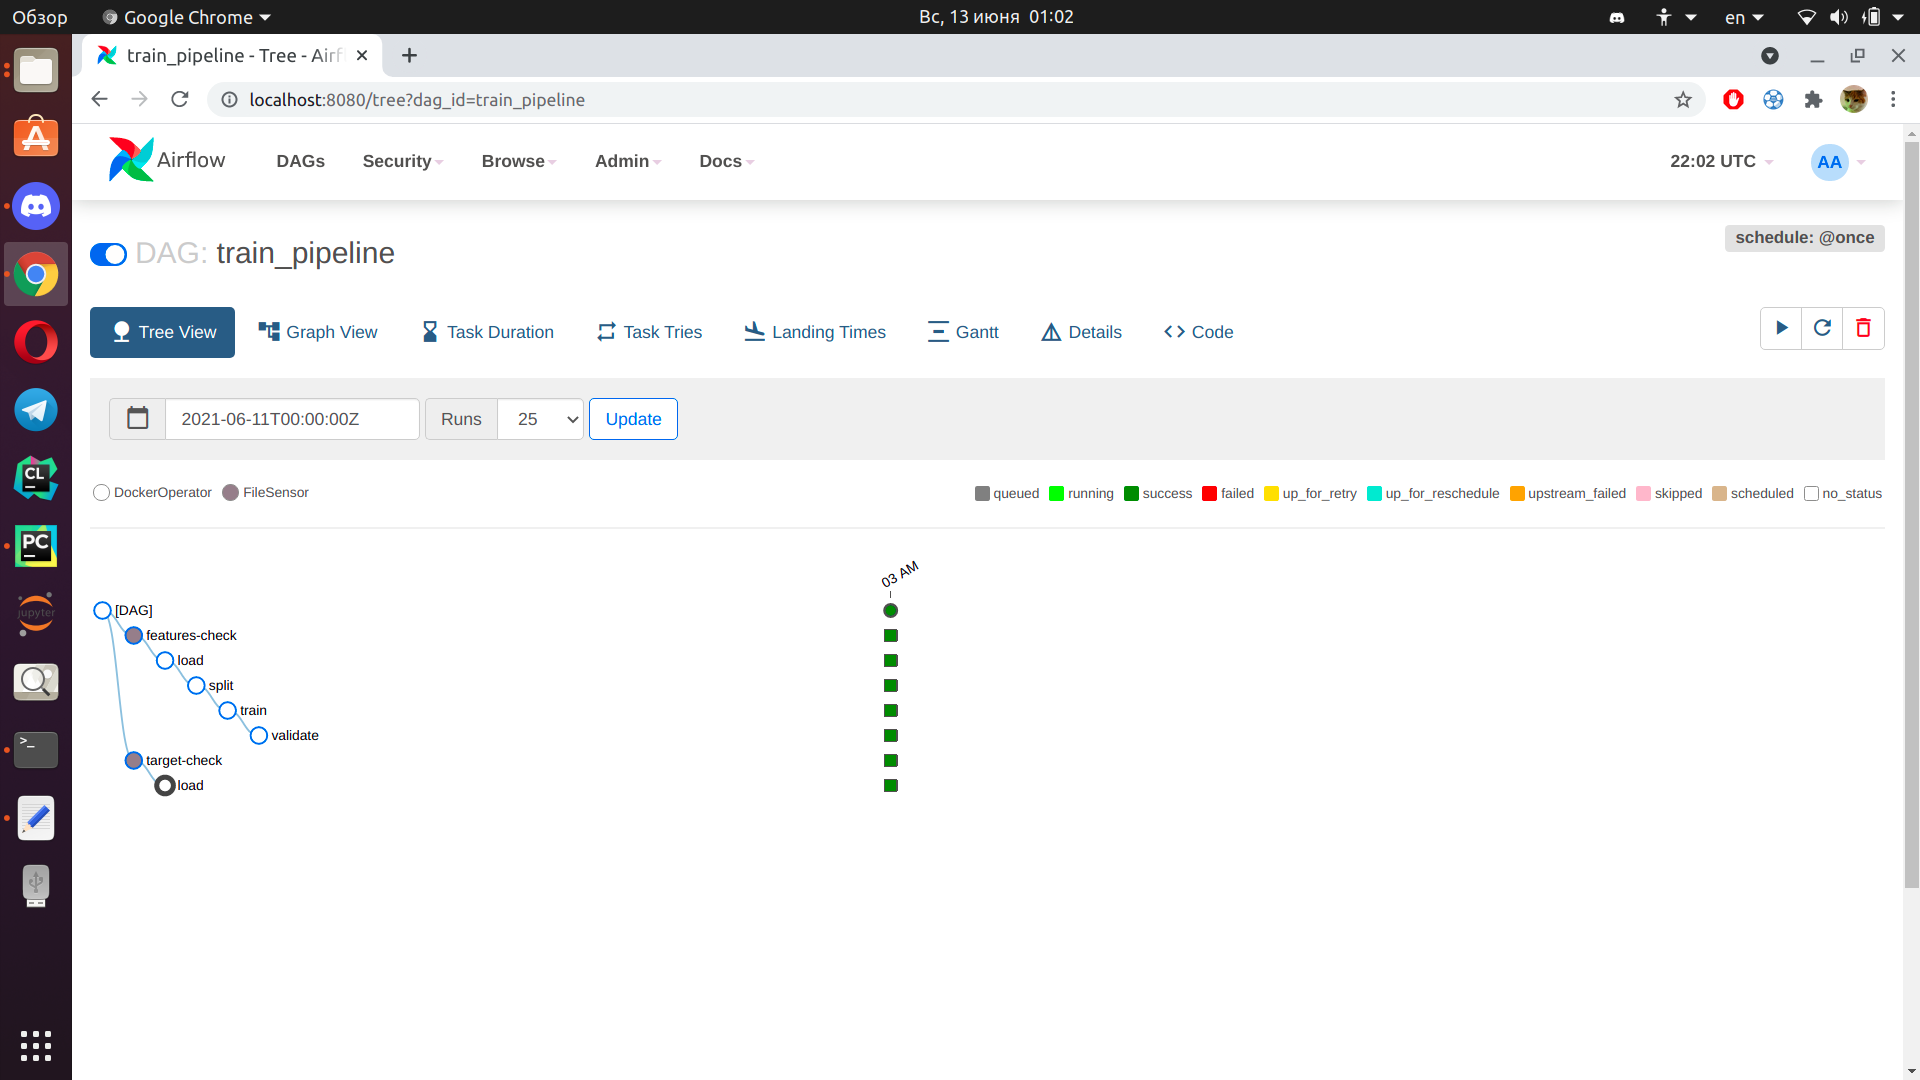 Обзор
Google Chrome
Вс, 13 июня 01:02
en
train_pipeline - Tree - Airf
localhost:8080/tree?dag_id=train_pipeline
Airflow
DAGs
Security
Browse
Admin
Docs
22:02 UTC
AA
DAG: train_pipeline
schedule: @once
Tree View
Graph View
Task Duration
Task Tries
Landing Times
Gantt
Details
Code
2021-06-11T00:00:00Z
Runs
25
Update
DockerOperator
FileSensor
queued
running
success
failed
up_for_retry
up_for_reschedule
upstream_failed
skipped
scheduled
no_status
03 AM
[DAG]
features-check
load
split
train
validate
target-check
load
CL
PC
jupyter
>_